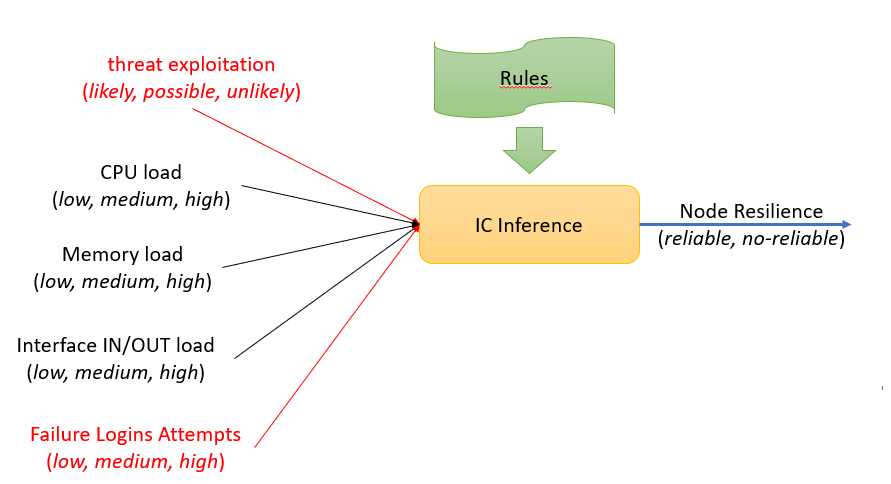 threat exploitation
(likely, possible, unlikely)
Rules
CPU load
(low, medium, high)
IC Inference
Node Resilience
(reliable, no-reliable)
Memory load
(low, medium, high)
Interface IN/OUT load
(low, medium, high)
Failure Logins Attempts
(low, medium, high)